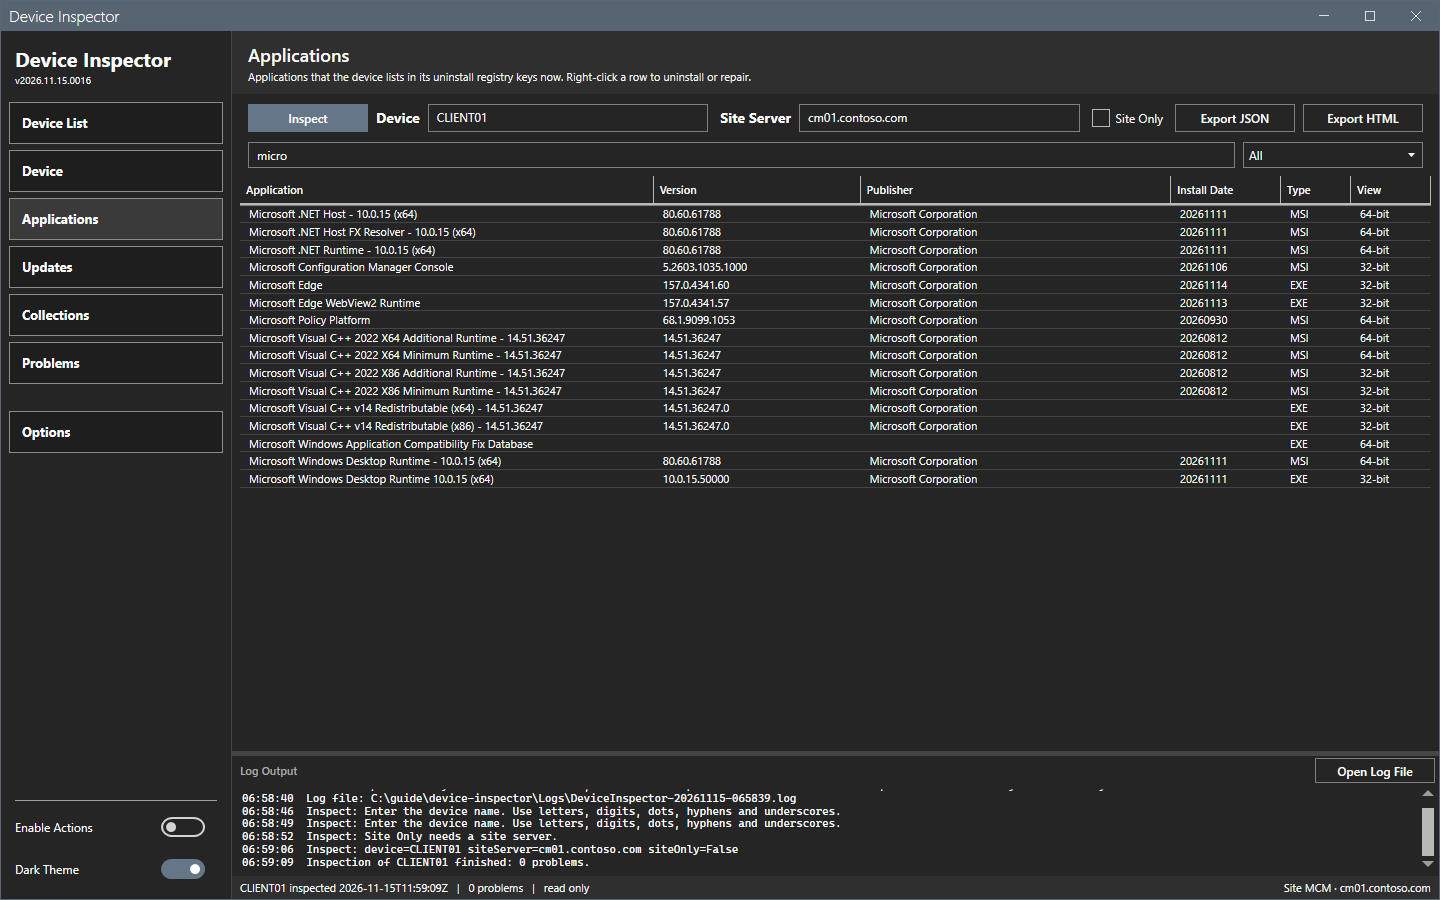 Device Inspector
Device Inspector
v2026.11.15.0016
Device List
Device
Applications
Updates
Collections
Problems
Options
Enable Actions
Dark Theme
Applications
Applications that the device lists in its uninstall registry keys now. Right-click a row to uninstall or repair.
Inspect Device CLIENT01 Site Server cm01.contoso.com Site Only Export JSON Export HTML
micro All
Application Version Publisher Install Date Type View
Microsoft .NET Host - 10.0.15 (x64) 80.60.61788 Microsoft Corporation 20261111 MSI 64-bit
Microsoft .NET Host FX Resolver - 10.0.15 (x64) 80.60.61788 Microsoft Corporation 20261111 MSI 64-bit
Microsoft .NET Runtime - 10.0.15 (x64) 80.60.61788 Microsoft Corporation 20261111 MSI 64-bit
Microsoft Configuration Manager Console 5.2603.1035.1000 Microsoft Corporation 20261106 MSI 32-bit
Microsoft Edge 157.0.4341.60 Microsoft Corporation 20261114 EXE 32-bit
Microsoft Edge WebView2 Runtime 157.0.4341.57 Microsoft Corporation 20261113 EXE 32-bit
Microsoft Policy Platform 68.1.9099.1053 Microsoft Corporation 20260930 MSI 64-bit
Microsoft Visual C++ 2022 X64 Additional Runtime - 14.51.36247 14.51.36247 Microsoft Corporation 20260812 MSI 64-bit
Microsoft Visual C++ 2022 X64 Minimum Runtime - 14.51.36247 14.51.36247 Microsoft Corporation 20260812 MSI 64-bit
Microsoft Visual C++ 2022 X86 Additional Runtime - 14.51.36247 14.51.36247 Microsoft Corporation 20260812 MSI 32-bit
Microsoft Visual C++ 2022 X86 Minimum Runtime - 14.51.36247 14.51.36247 Microsoft Corporation 20260812 MSI 32-bit
Microsoft Visual C++ v14 Redistributable (x64) - 14.51.36247 14.51.36247.0 Microsoft Corporation EXE 32-bit
Microsoft Visual C++ v14 Redistributable (x86) - 14.51.36247 14.51.36247.0 Microsoft Corporation EXE 32-bit
Microsoft Windows Application Compatibility Fix Database EXE 64-bit
Microsoft Windows Desktop Runtime - 10.0.15 (x64) 80.60.61788 Microsoft Corporation 20261111 MSI 64-bit
Microsoft Windows Desktop Runtime 10.0.15 (x64) 10.0.15.50000 Microsoft Corporation 20261111 EXE 32-bit
Log Output Open Log File
06:58:40 Log file: C:\guide\device-inspector\Logs\DeviceInspector-20261115-065839.log
06:58:46 Inspect: Enter the device name. Use letters, digits, dots, hyphens and underscores.
06:58:49 Inspect: Enter the device name. Use letters, digits, dots, hyphens and underscores.
06:58:52 Inspect: Site Only needs a site server.
06:59:06 Inspect: device=CLIENT01 siteServer=cm01.contoso.com siteOnly=False
06:59:09 Inspection of CLIENT01 finished: 0 problems.
CLIENT01 inspected 2026-11-15T11:59:09Z | 0 problems | read only Site MCM · cm01.contoso.com